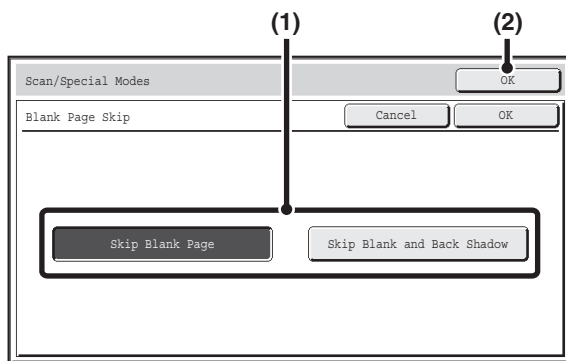 (1) (2)
Scan/Special Modes OK
Blank Page Skip Cancel OK
Skip Blank Page Skip Blank and Back Shadow